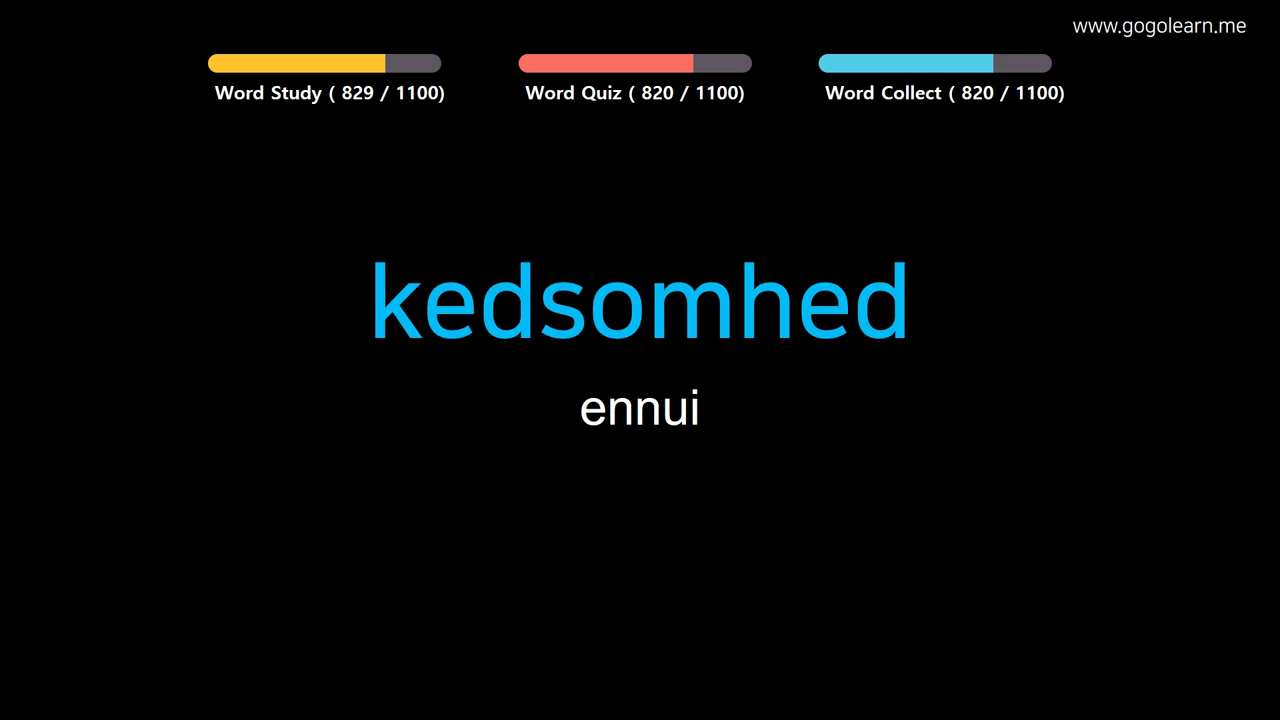 www.gogolearn.me
Word Study ( 829 / 1100)
Word Quiz ( 820 / 1100)
Word Collect ( 820 / 1100)
kedsomhed
ennui